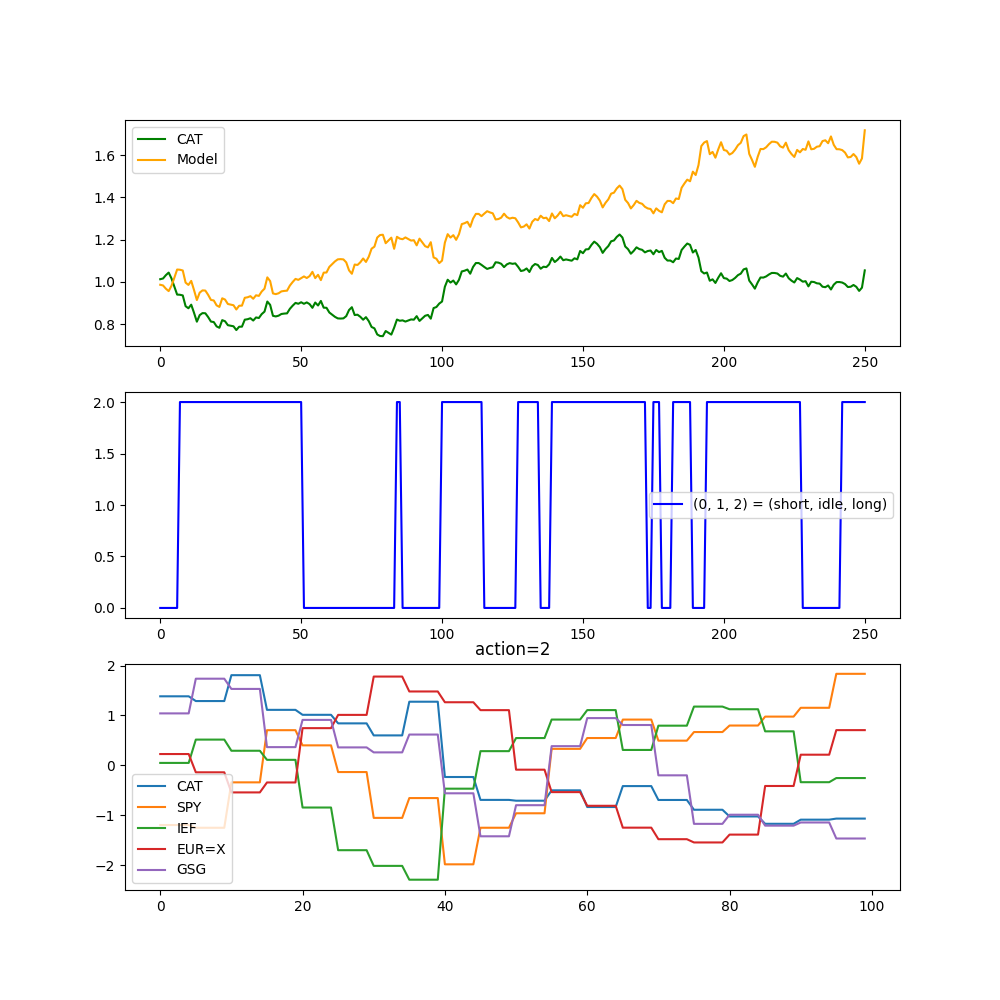 CAT
Model
1.6
1.4
1.2
1.0
0.8
0 50 100 150 200 250
2.0
1.5
1.0
0.5
0.0
(0, 1, 2) = (short, idle, long)
0 50 100 150 200 250
action=2
2
1
0
−1
−2
CAT
SPY
IEF
EUR=X
GSG
0 20 40 60 80 100